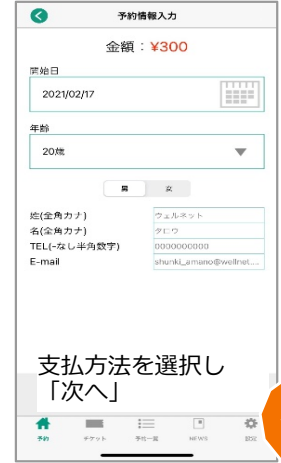 予約情報入力
金額：¥300
開始日
2021/02/17
年齢
20歳
男 女
姓(全角カナ) ウェルネット
名(全角カナ) タロウ
TEL(-なし半角数字) 0000000000
E-mail shunki_amano@wellnet....
支払方法を選択し
「次へ」
予約 チケット 予社一覧 NEWS 設定